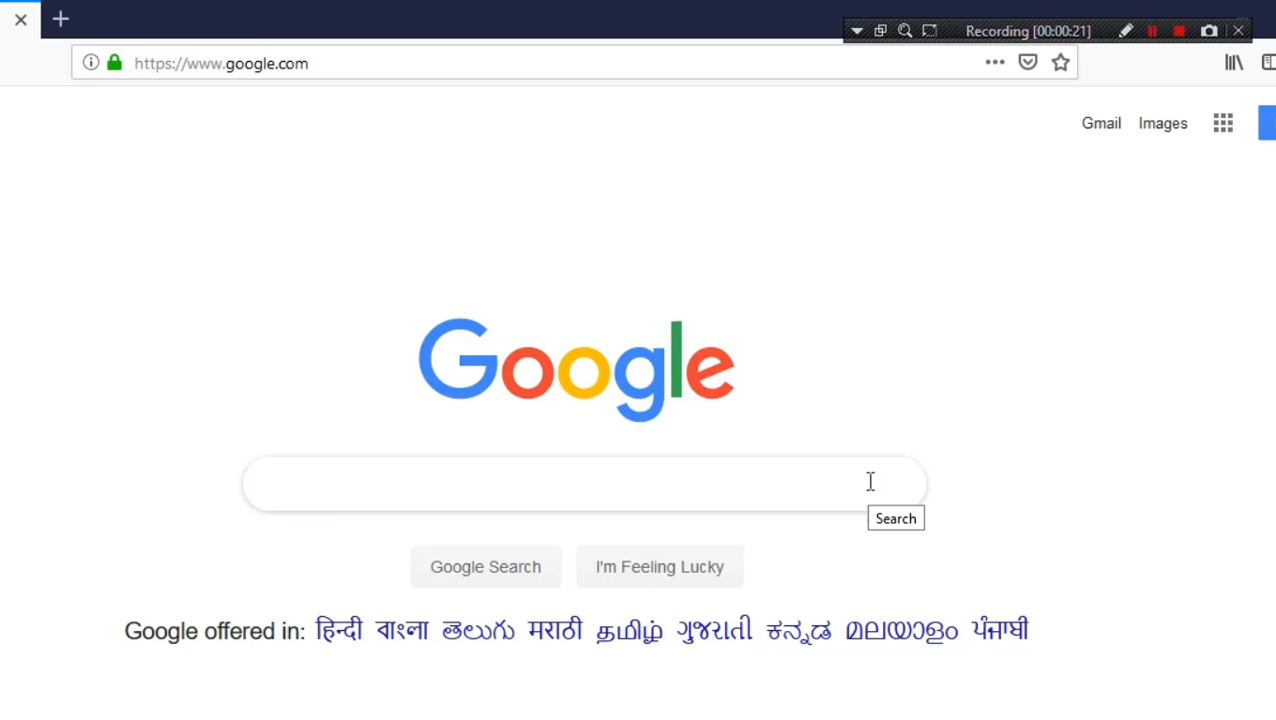 Recording [00:00:21]
https://www.google.com
Gmail Images
Google
Search
Google Search I'm Feeling Lucky
Google offered in: हिन्दी বাংলা తెలుగు मराठी தமிழ் ગુજરાતી ಕನ್ನಡ മലയാളം ਪੰਜਾਬੀ